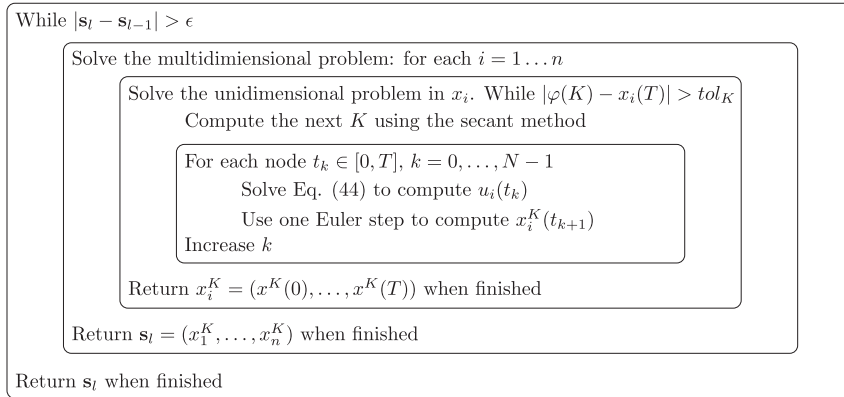 While |s_l − s_{l−1}| > ϵ
Solve the multidimiensional problem: for each i = 1 … n
Solve the unidimensional problem in x_i. While |φ(K) − x_i(T)| > tol_K
Compute the next K using the secant method
For each node t_k ∈ [0, T], k = 0, …, N − 1
Solve Eq. (44) to compute u_i(t_k)
Use one Euler step to compute x_i^K(t_{k+1})
Increase k
Return x_i^K = (x^K(0), …, x^K(T)) when finished
Return s_l = (x_1^K, …, x_n^K) when finished
Return s_l when finished